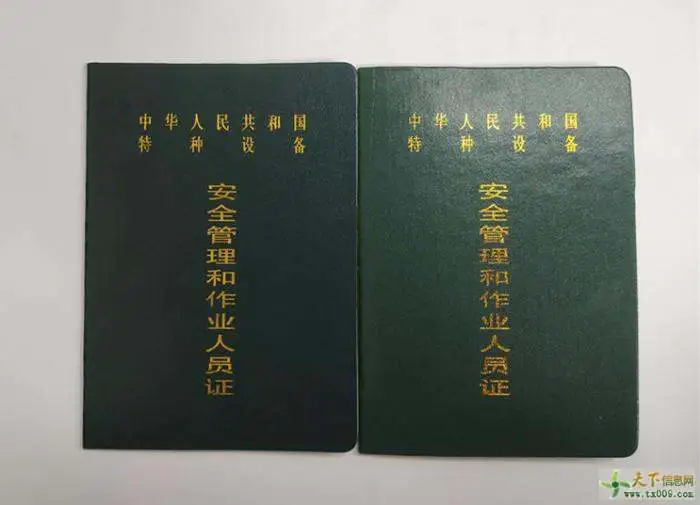 中华人民共和国
特种设备
安全管理和作业人员证
中华人民共和国
特种设备
安全管理和作业人员证
天下信息网
www.tx009.com